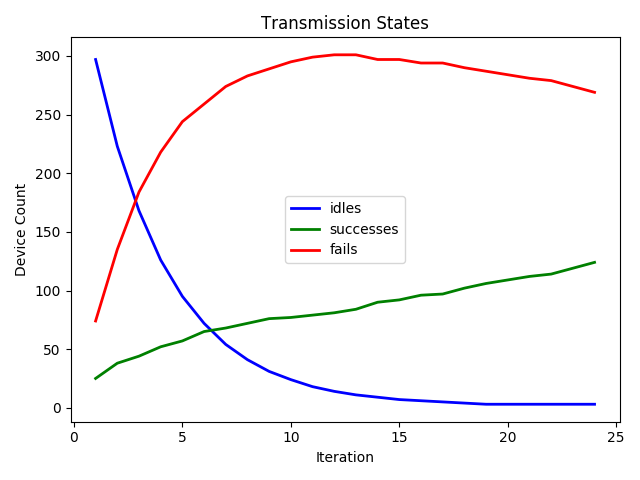 Transmission States
300
250
200
150
100
50
0
Device Count
idles
successes
fails
0
5
10
15
20
25
Iteration